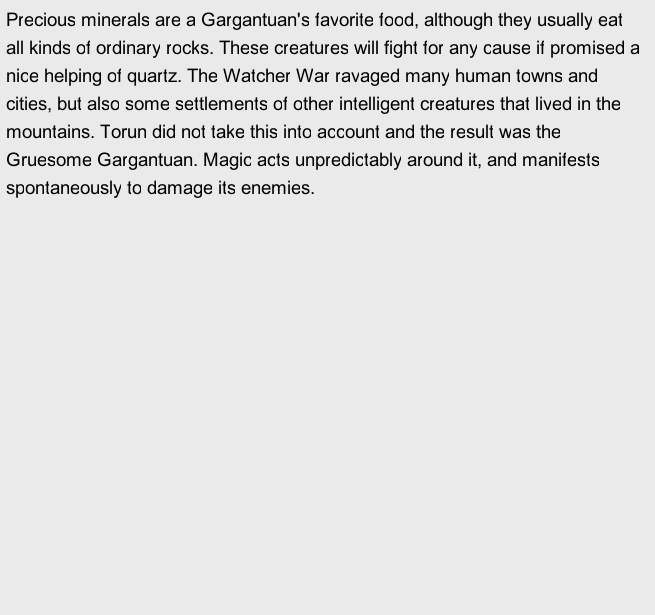 Precious minerals are a Gargantuan's favorite food, although they usually eat
all kinds of ordinary rocks. These creatures will fight for any cause if promised a
nice helping of quartz. The Watcher War ravaged many human towns and
cities, but also some settlements of other intelligent creatures that lived in the
mountains. Torun did not take this into account and the result was the
Gruesome Gargantuan. Magic acts unpredictably around it, and manifests
spontaneously to damage its enemies.